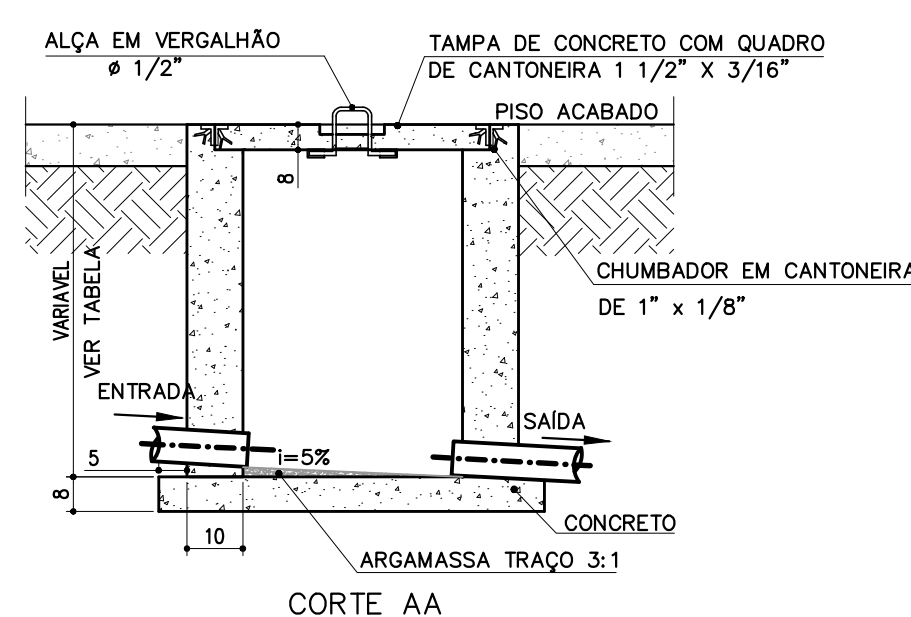 ALÇA EM VERGALHÃO
ø 1/2"
TAMPA DE CONCRETO COM QUADRO
DE CANTONEIRA 1 1/2" X 3/16"
PISO ACABADO
8
CHUMBADOR EM CANTONEIRA
DE 1" x 1/8"
VARIAVEL
VER TABELA
ENTRADA
SAÍDA
i=5%
5
8
10
CONCRETO
ARGAMASSA TRAÇO 3:1
CORTE AA